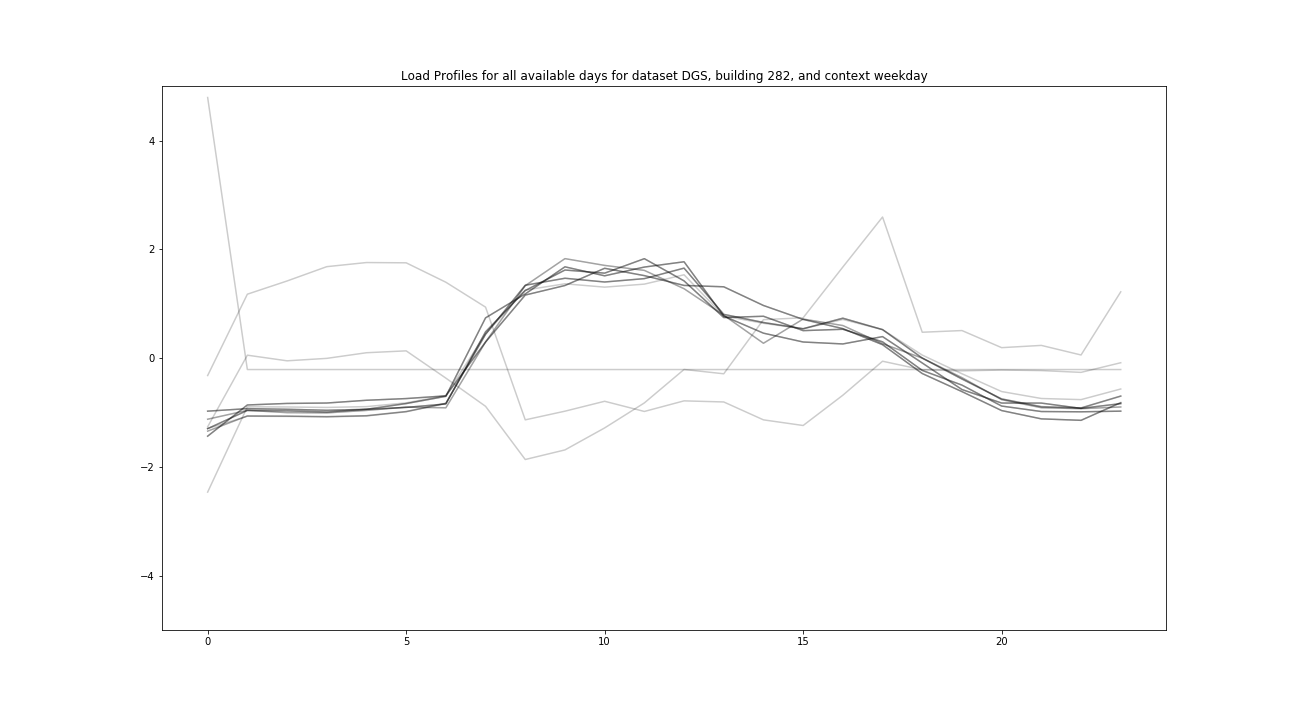 Load Profiles for all available days for dataset DGS, building 282, and context weekday
4
2
0
−2
−4
0 5 10 15 20